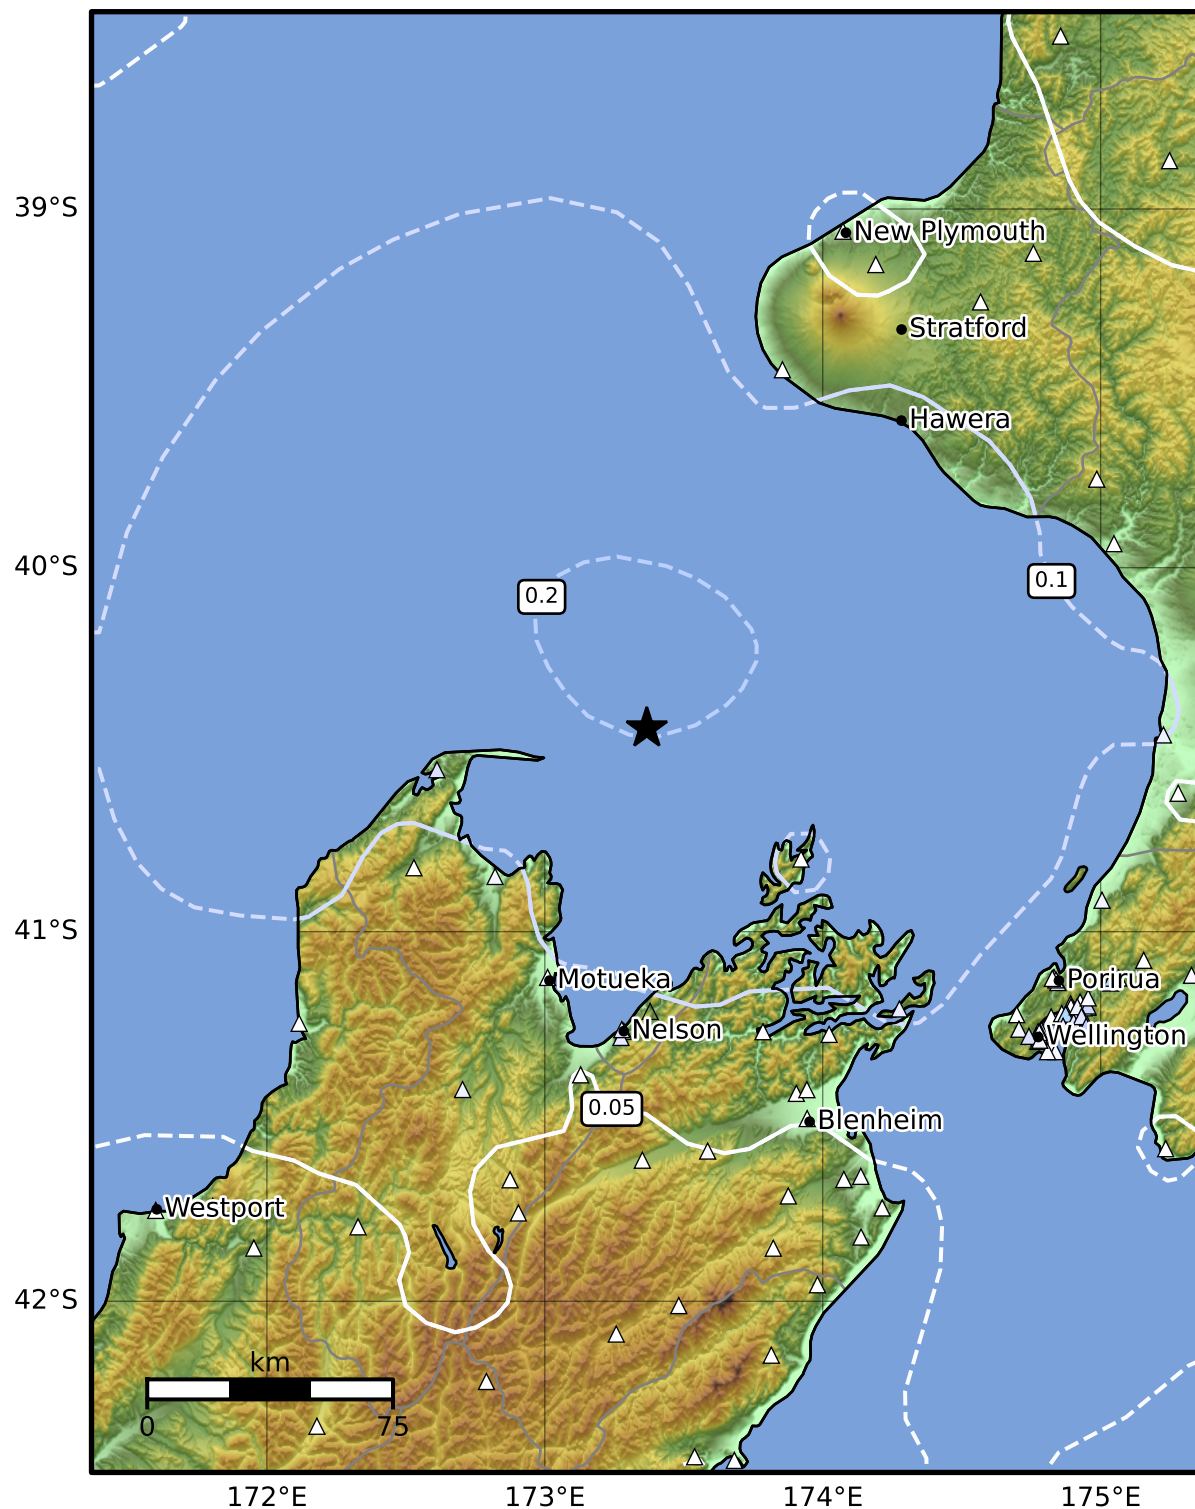 39°S
New Plymouth
Stratford
Hawera
40°S
0.2
0.1
41°S
Motueka
Porirua
Nelson
Wellington
0.05
Blenheim
Westport
42°S
km
0
75
172°E
173°E
174°E
175°E